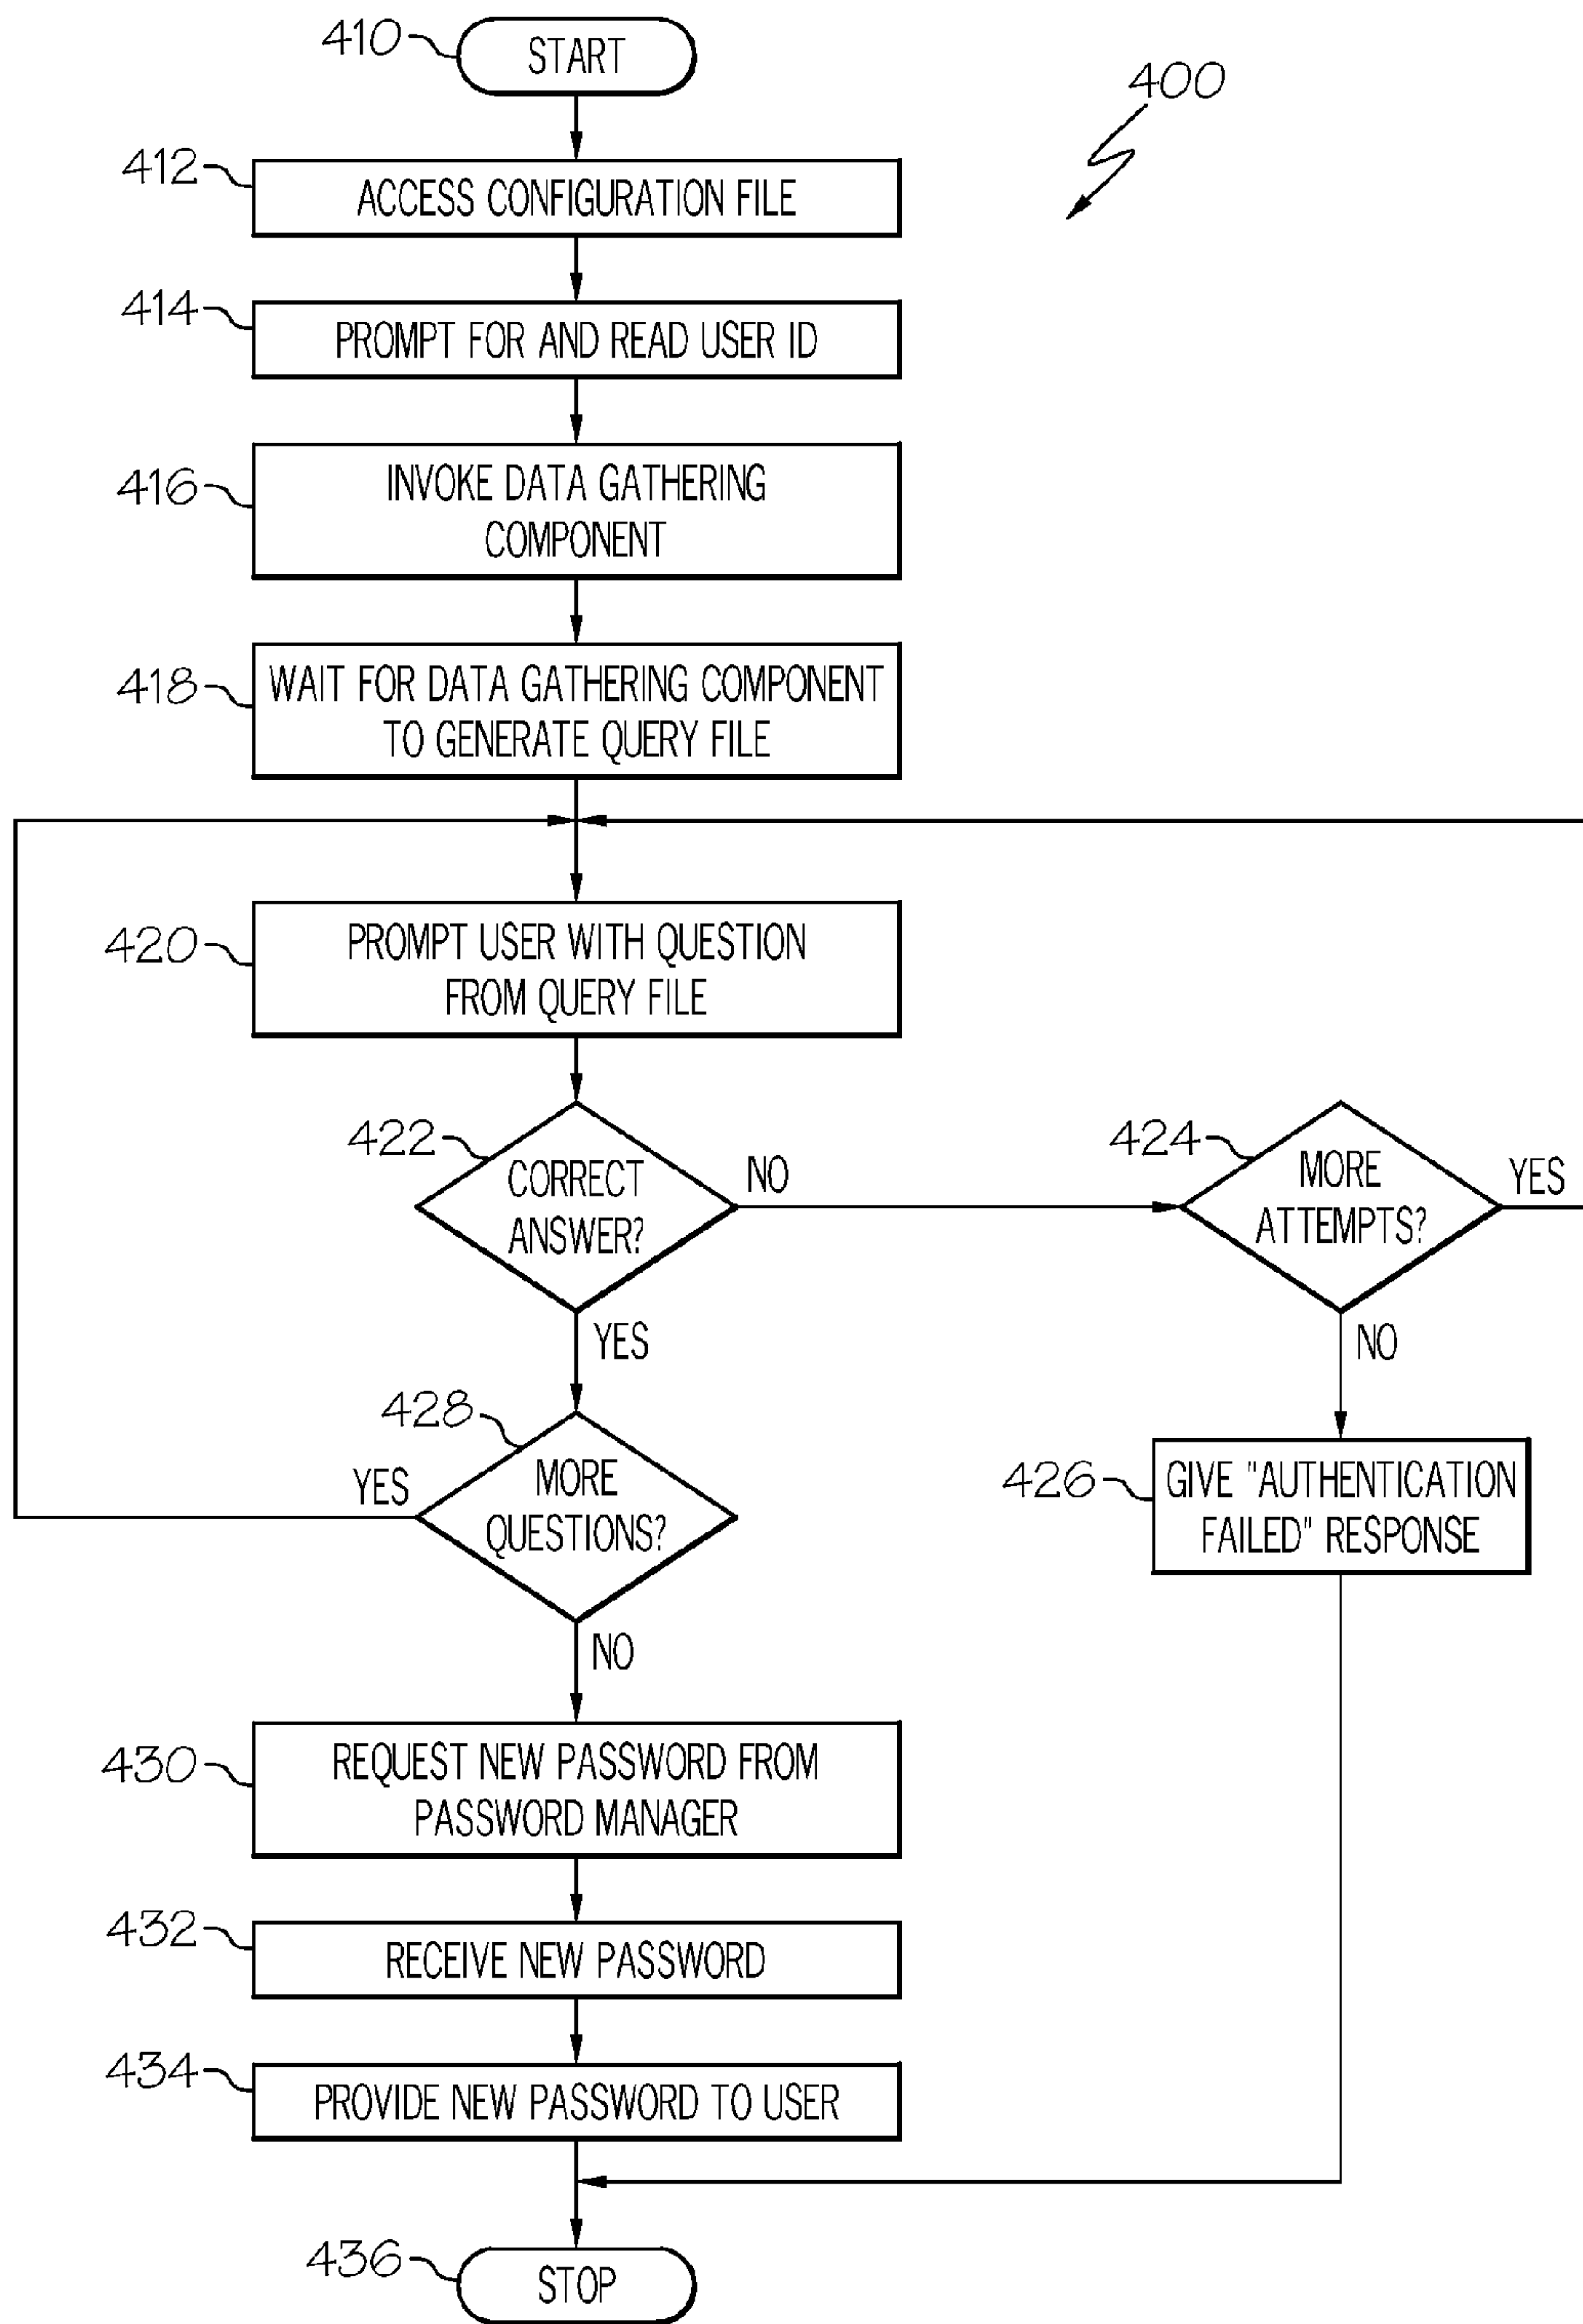 410
START
400
412
ACCESS CONFIGURATION FILE
414
PROMPT FOR AND READ USER ID
416
INVOKE DATA GATHERING
COMPONENT
418
WAIT FOR DATA GATHERING COMPONENT
TO GENERATE QUERY FILE
420
PROMPT USER WITH QUESTION
FROM QUERY FILE
422
CORRECT
ANSWER?
NO
424
MORE
ATTEMPTS?
YES
YES
NO
428
MORE
QUESTIONS?
YES
426
GIVE "AUTHENTICATION
FAILED" RESPONSE
NO
430
REQUEST NEW PASSWORD FROM
PASSWORD MANAGER
432
RECEIVE NEW PASSWORD
434
PROVIDE NEW PASSWORD TO USER
436
STOP